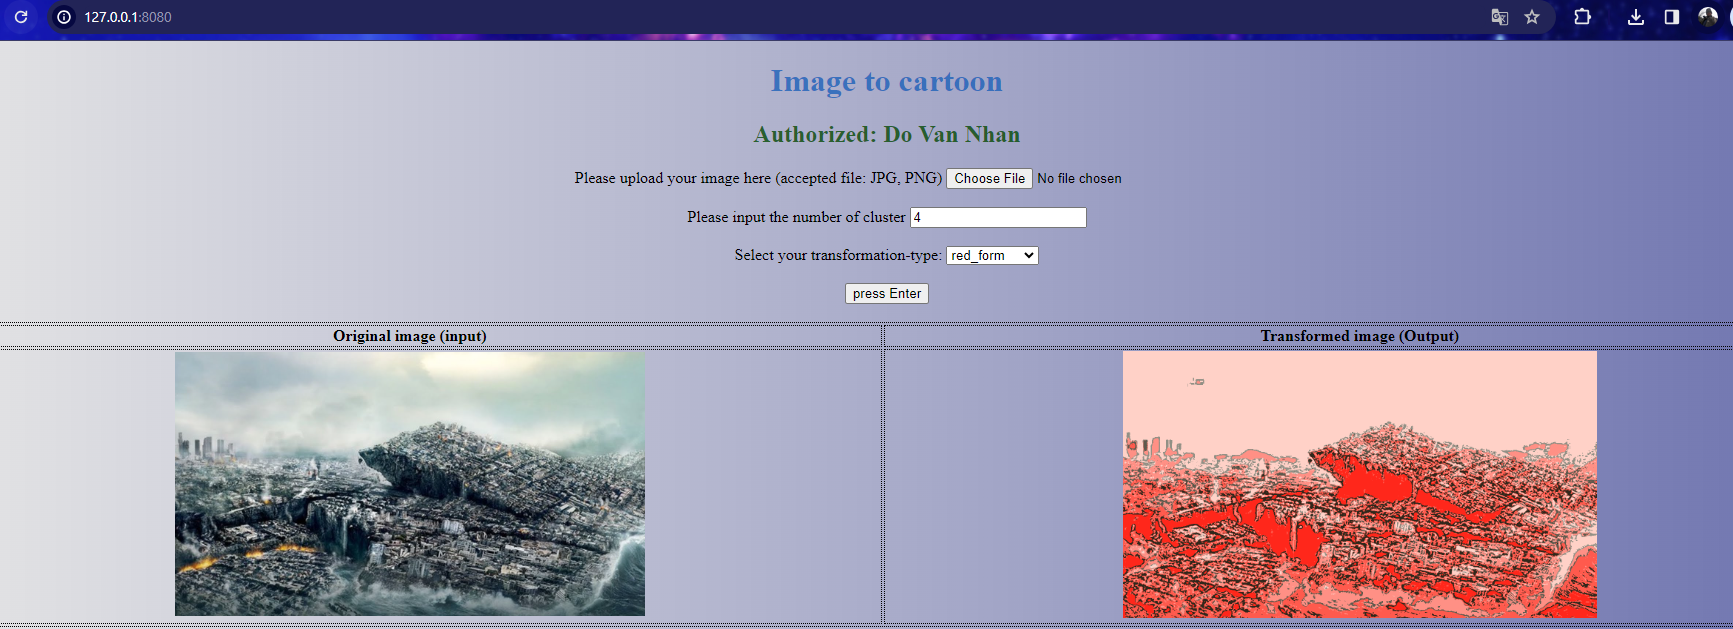 127.0.0.1:8080
Image to cartoon
Authorized: Do Van Nhan
Please upload your image here (accepted file: JPG, PNG) Choose File No file chosen
Please input the number of cluster 4
Select your transformation-type: red_form
press Enter
Original image (input) Transformed image (Output)